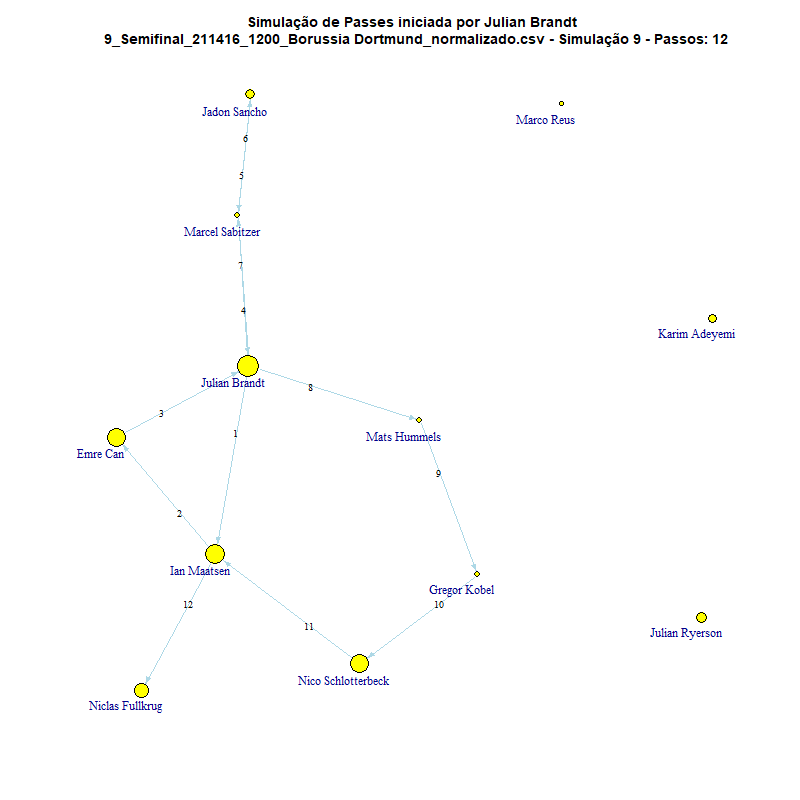 Simulação de Passes iniciada por Julian Brandt
9_Semifinal_211416_1200_Borussia Dortmund_normalizado.csv - Simulação 9 - Passos: 12
Jadon Sancho
Marco Reus
6
5
Marcel Sabitzer
7
4
Karim Adeyemi
Julian Brandt
8
3
1
Mats Hummels
Emre Can
9
2
Ian Maatsen
Gregor Kobel
12
10
11
Julian Ryerson
Nico Schlotterbeck
Niclas Fullkrug